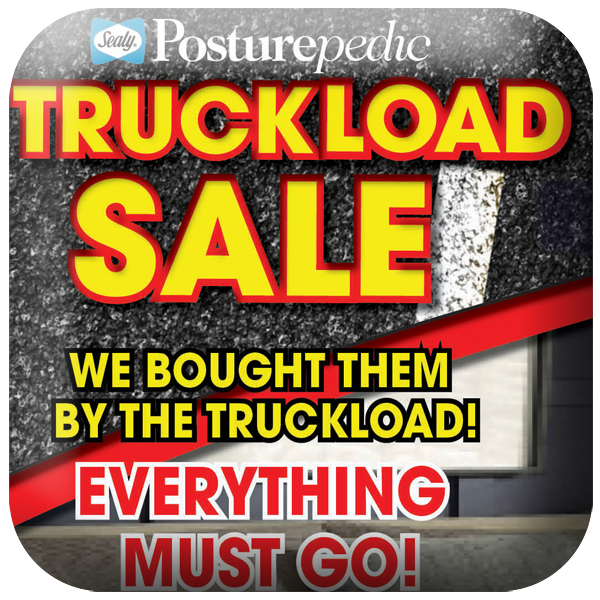 Sealy Posturepedic
TRUCKLOAD
SALE
WE BOUGHT THEM
BY THE TRUCKLOAD!
EVERYTHING
MUST GO!